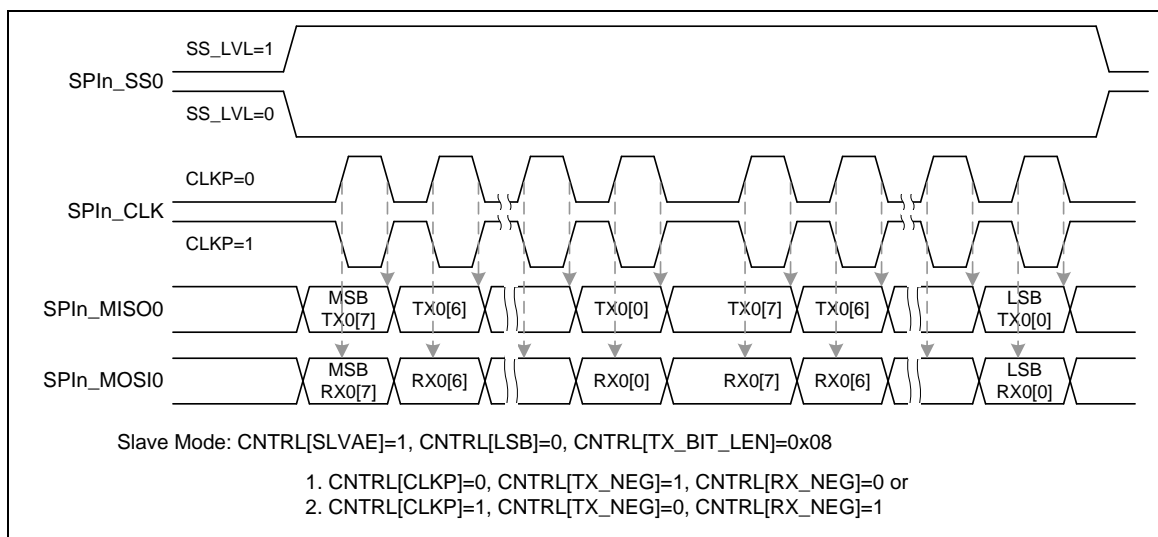 SS_LVL=1
SPIn_SS0
SS_LVL=0
CLKP=0
SPIn_CLK
CLKP=1
SPIn_MISO0
MSB
TX0[7]
TX0[6]
TX0[0]
TX0[7]
TX0[6]
LSB
TX0[0]
SPIn_MOSI0
MSB
RX0[7]
RX0[6]
RX0[0]
RX0[7]
RX0[6]
LSB
RX0[0]
Slave Mode: CNTRL[SLVAE]=1, CNTRL[LSB]=0, CNTRL[TX_BIT_LEN]=0x08
1. CNTRL[CLKP]=0, CNTRL[TX_NEG]=1, CNTRL[RX_NEG]=0 or
2. CNTRL[CLKP]=1, CNTRL[TX_NEG]=0, CNTRL[RX_NEG]=1